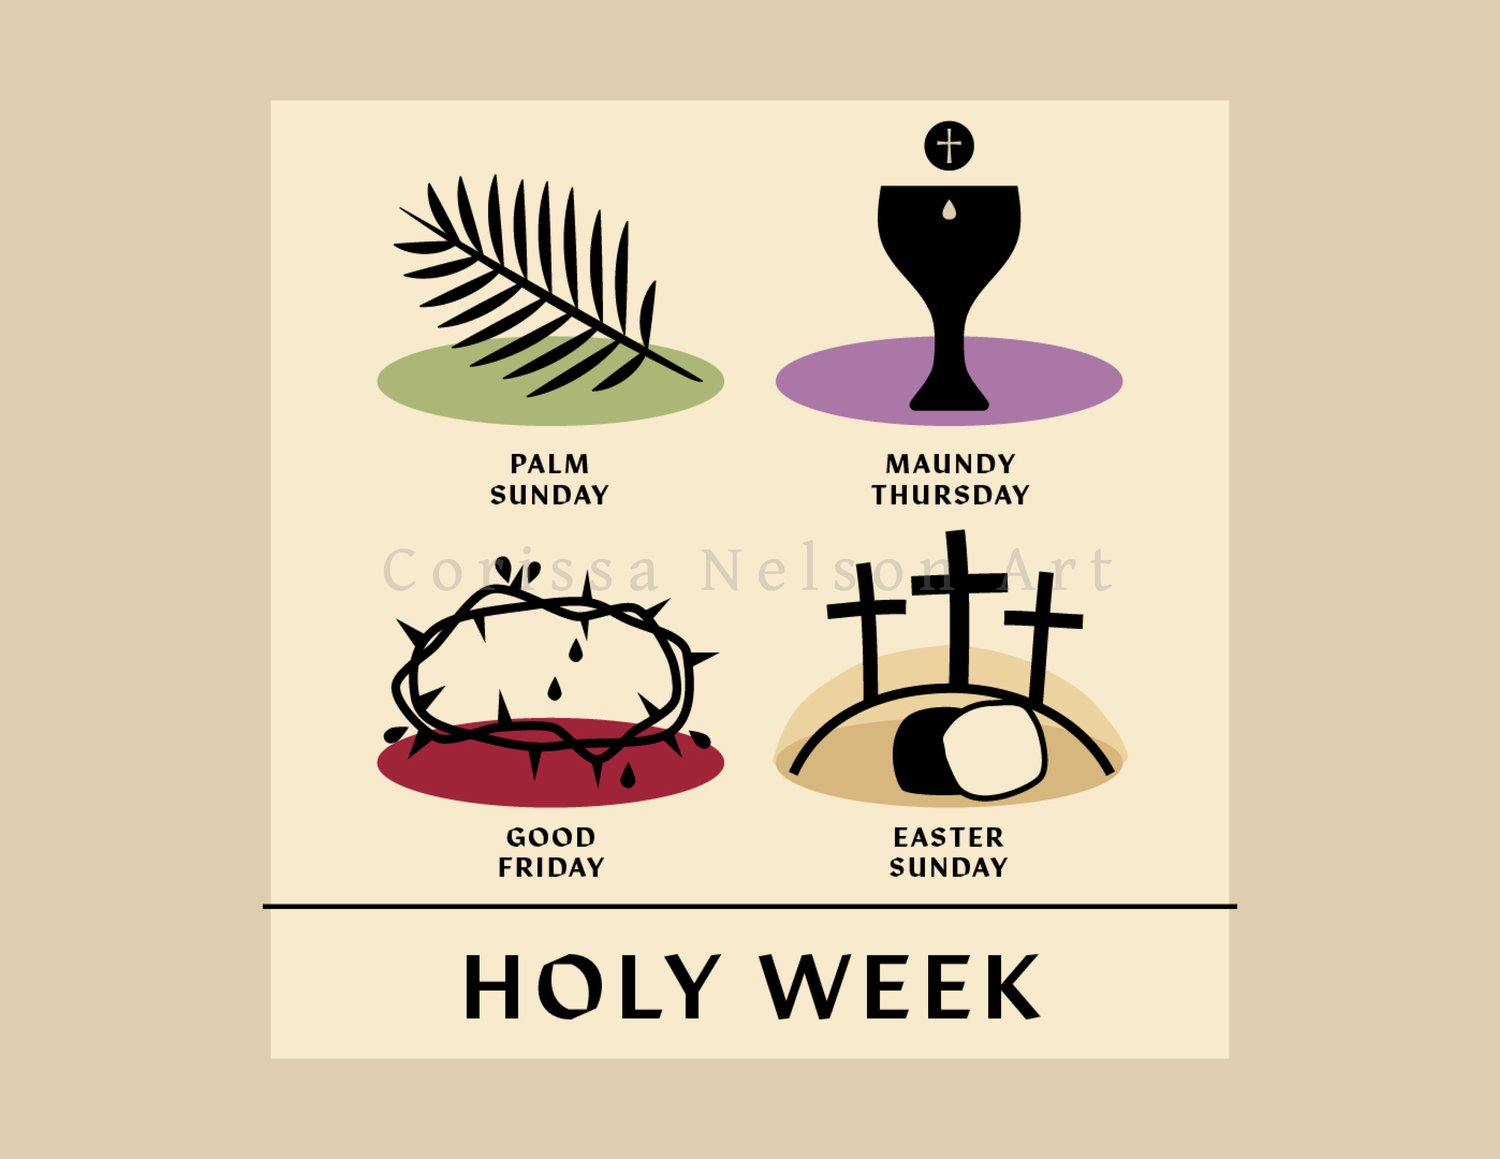 PALM
SUNDAY
MAUNDY
THURSDAY
Corissa Nelson Art
GOOD
FRIDAY
EASTER
SUNDAY
HOLY WEEK